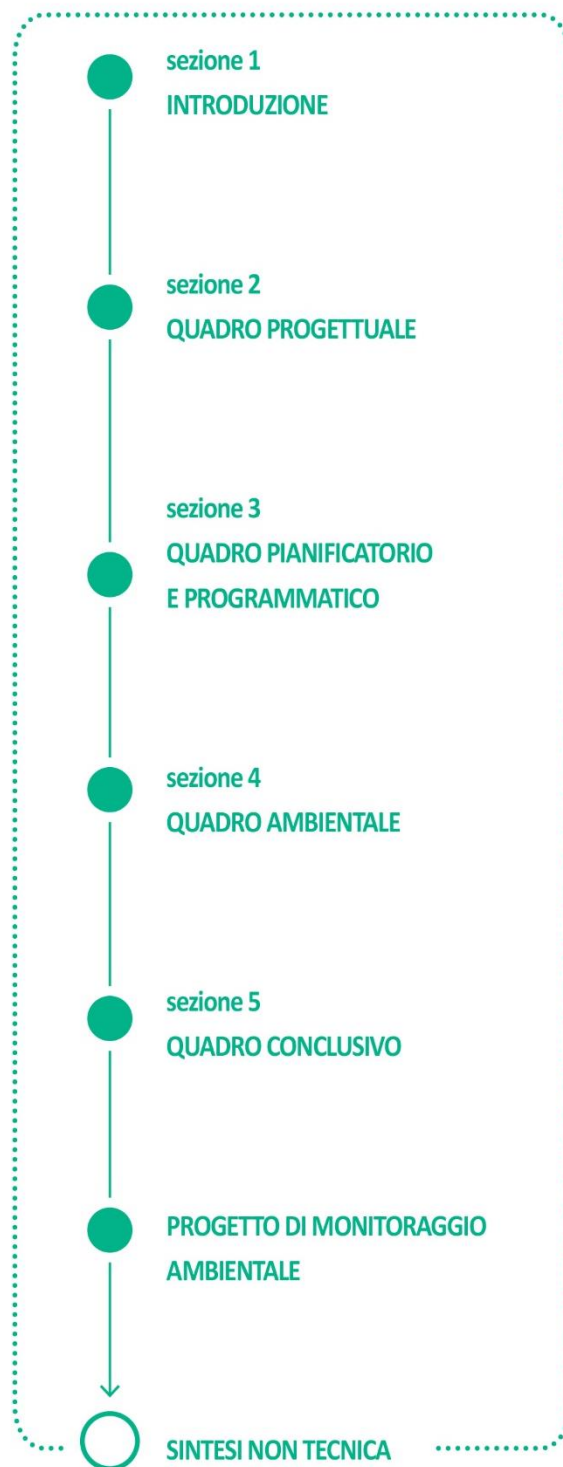 sezione 1
INTRODUZIONE
sezione 2
QUADRO PROGETTUALE
sezione 3
QUADRO PIANIFICATORIO
E PROGRAMMATICO
sezione 4
QUADRO AMBIENTALE
sezione 5
QUADRO CONCLUSIVO
PROGETTO DI MONITORAGGIO
AMBIENTALE
SINTESI NON TECNICA